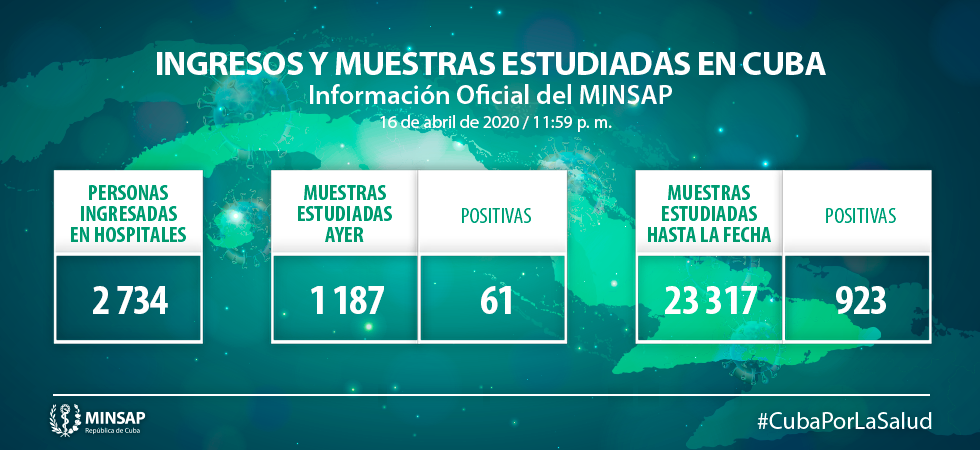 INGRESOS Y MUESTRAS ESTUDIADAS EN CUBA
Información Oficial del MINSAP
16 de abril de 2020 / 11:59 p. m.
PERSONAS
INGRESADAS
EN HOSPITALES
2 734
MUESTRAS
ESTUDIADAS
AYER
1 187
POSITIVAS
61
MUESTRAS
ESTUDIADAS
HASTA LA FECHA
23 317
POSITIVAS
923
MINSAP
República de Cuba
#CubaPorLaSalud